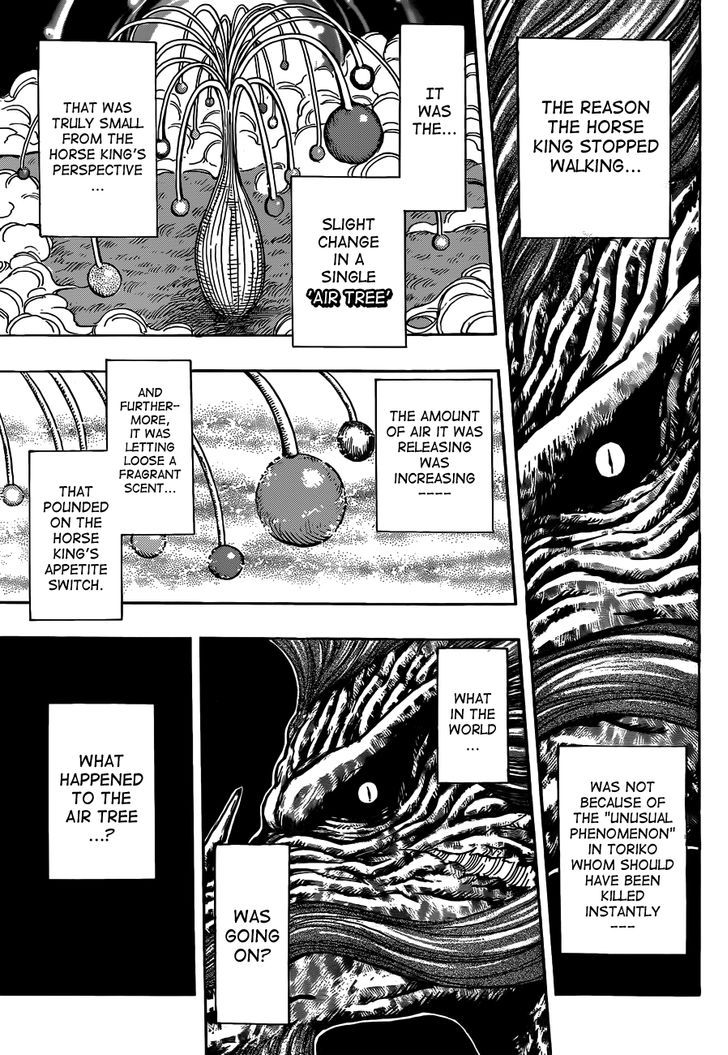 THE REASON
THE HORSE
KING STOPPED
WALKING...
WAS NOT
BECAUSE OF
THE "UNUSUAL
PHENOMENON"
IN TORIKO
WHOM SHOULD
HAVE BEEN
KILLED
INSTANTLY
---
IT
WAS
THE...
SLIGHT
CHANGE
IN A
SINGLE
'AIR TREE'
THAT WAS
TRULY SMALL
FROM THE
HORSE KING'S
PERSPECTIVE
...
THE AMOUNT
OF AIR IT WAS
RELEASING
WAS
INCREASING
----
AND
FURTHER-
MORE,
IT WAS
LETTING
LOOSE A
FRAGRANT
SCENT...
THAT
POUNDED
ON THE
HORSE
KING'S
APPETITE
SWITCH.
WHAT
IN THE
WORLD
...
WAS
GOING
ON?
WHAT
HAPPENED
TO THE
AIR TREE
...?